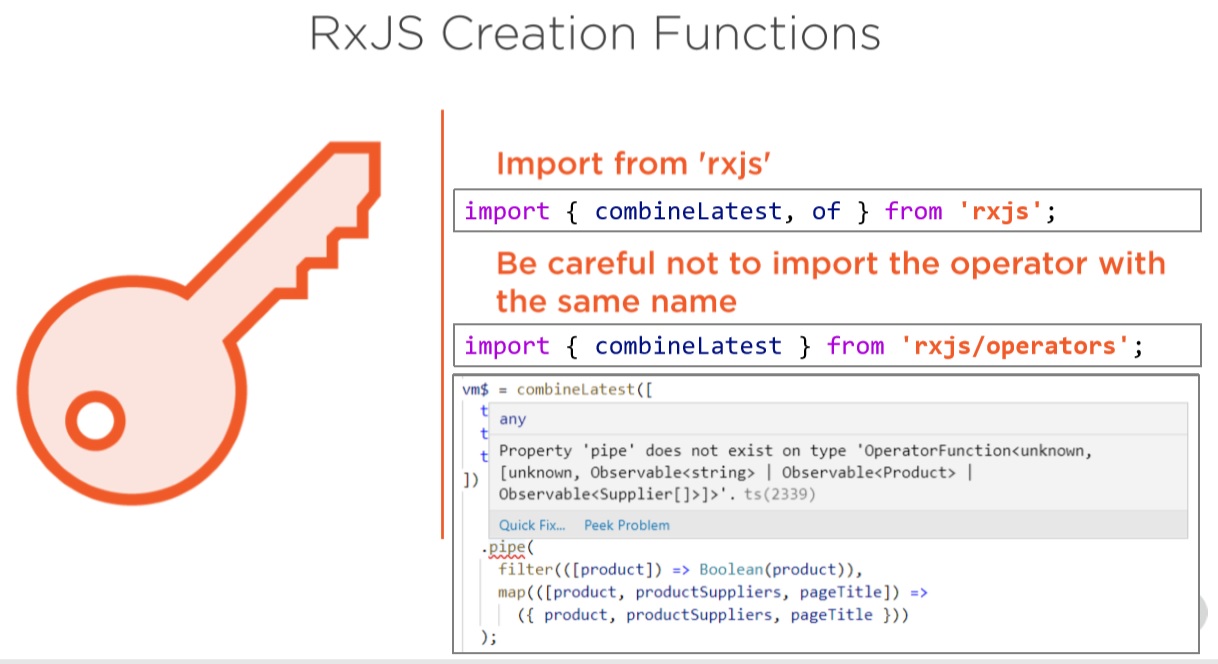 RxJS Creation Functions
Import from 'rxjs'
import { combineLatest, of } from 'rxjs';
Be careful not to import the operator with
the same name
import { combineLatest } from 'rxjs/operators';
vm$ = combineLatest([
t
any
t
Property 'pipe' does not exist on type 'OperatorFunction<unknown,
t
[unknown, Observable<string> | Observable<Product> |
])
Observable<Supplier[]>]>'. ts(2339)
Quick Fix... Peek Problem
.pipe(
filter(([product]) => Boolean(product)),
map(([product, productSuppliers, pageTitle]) =>
({ product, productSuppliers, pageTitle }))
);